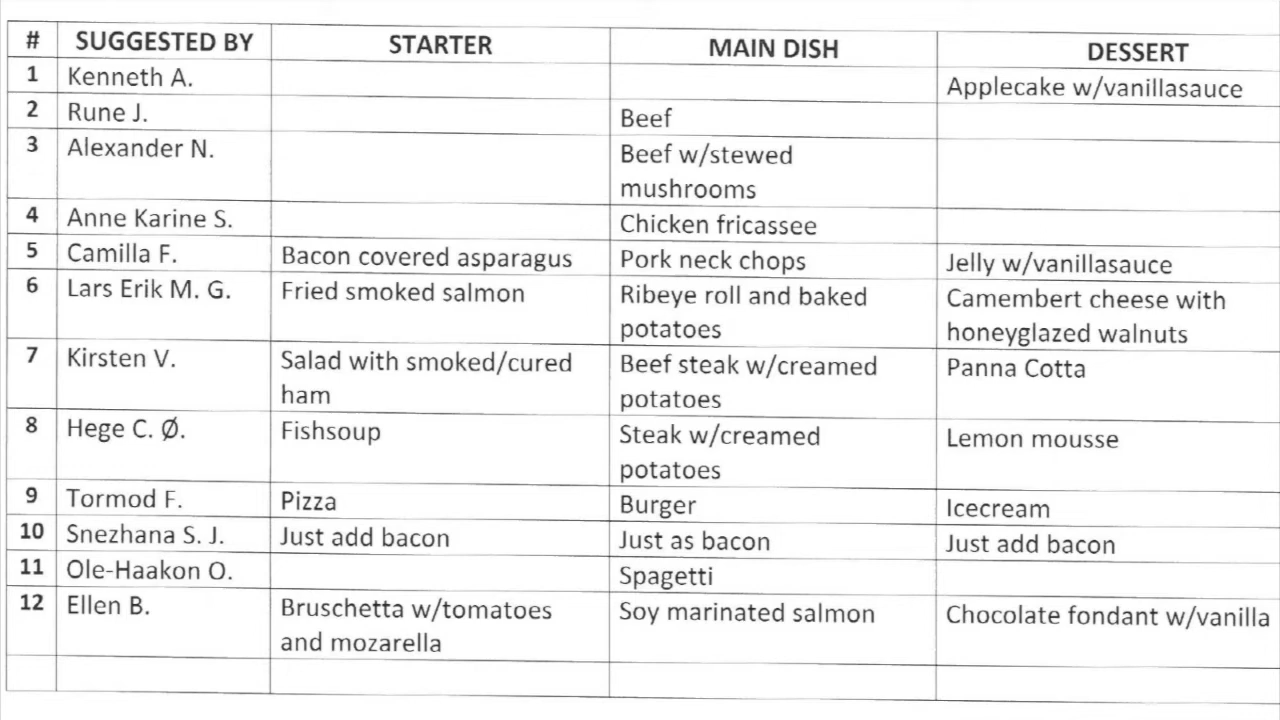 # SUGGESTED BY STARTER MAIN DISH DESSERT
1 Kenneth A. Applecake w/vanillasauce
2 Rune J. Beef
3 Alexander N. Beef w/stewed
mushrooms
4 Anne Karine S. Chicken fricassee
5 Camilla F. Bacon covered asparagus Pork neck chops Jelly w/vanillasauce
6 Lars Erik M. G. Fried smoked salmon Ribeye roll and baked Camembert cheese with
potatoes honeyglazed walnuts
7 Kirsten V. Salad with smoked/cured Beef steak w/creamed Panna Cotta
ham potatoes
8 Hege C. Ø. Fishsoup Steak w/creamed Lemon mousse
potatoes
9 Tormod F. Pizza Burger Icecream
10 Snezhana S. J. Just add bacon Just as bacon Just add bacon
11 Ole-Haakon O. Spagetti
12 Ellen B. Bruschetta w/tomatoes Soy marinated salmon Chocolate fondant w/vanilla
and mozarella